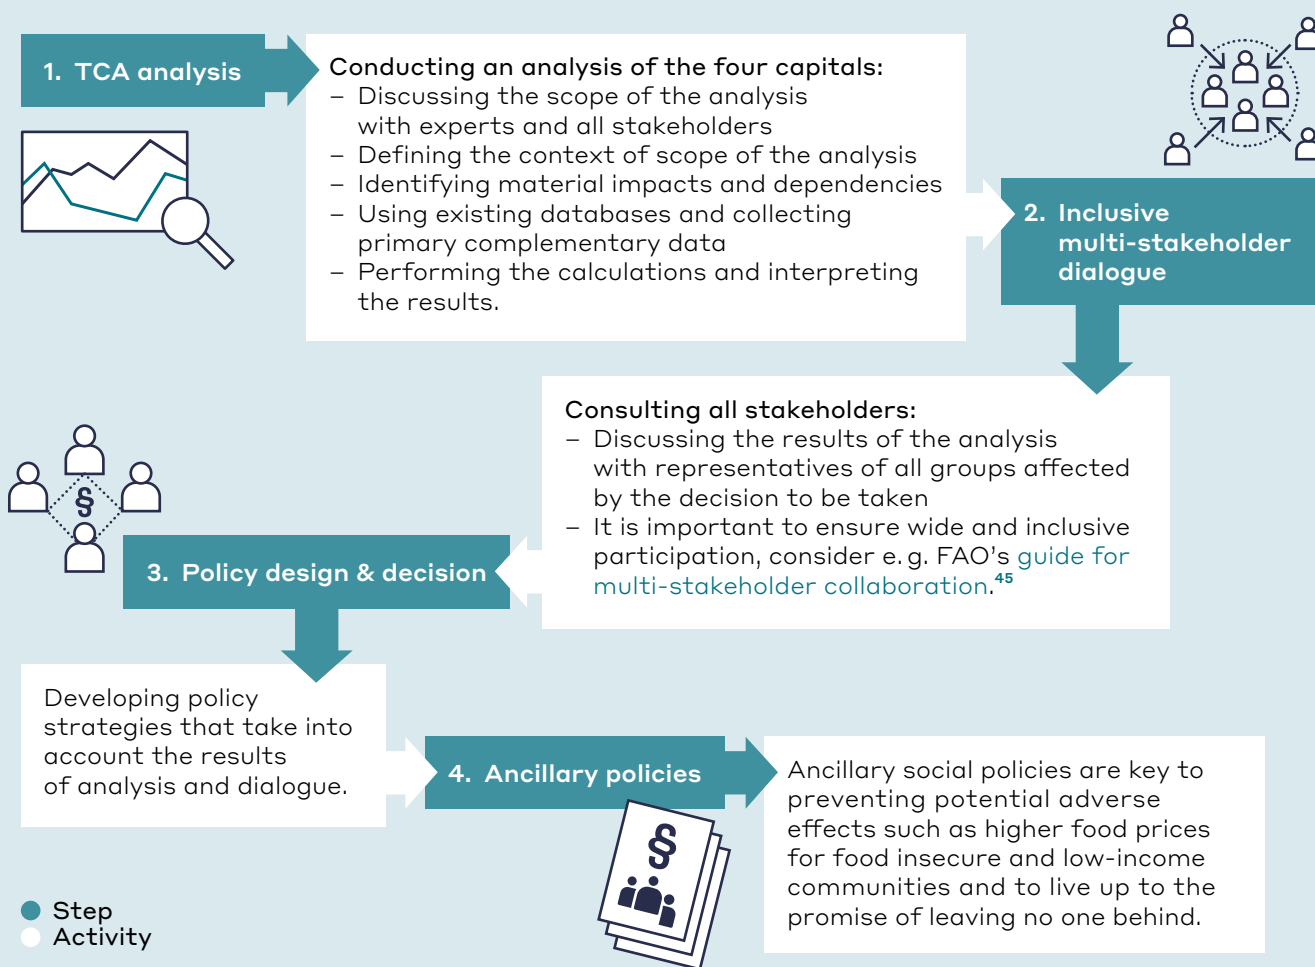 1. TCA analysis
Conducting an analysis of the four capitals:
– Discussing the scope of the analysis
with experts and all stakeholders
– Defining the context of scope of the analysis
– Identifying material impacts and dependencies
– Using existing databases and collecting
primary complementary data
– Performing the calculations and interpreting
the results.
2. Inclusive
multi-stakeholder
dialogue
Consulting all stakeholders:
– Discussing the results of the analysis
with representatives of all groups affected
by the decision to be taken
– It is important to ensure wide and inclusive
participation, consider e. g. FAO’s guide for
multi-stakeholder collaboration.45
§
3. Policy design & decision
Developing policy
strategies that take into
account the results
of analysis and dialogue.
4. Ancillary policies
§
Ancillary social policies are key to
preventing potential adverse
effects such as higher food prices
for food insecure and low-income
communities and to live up to the
promise of leaving no one behind.
Step
Activity